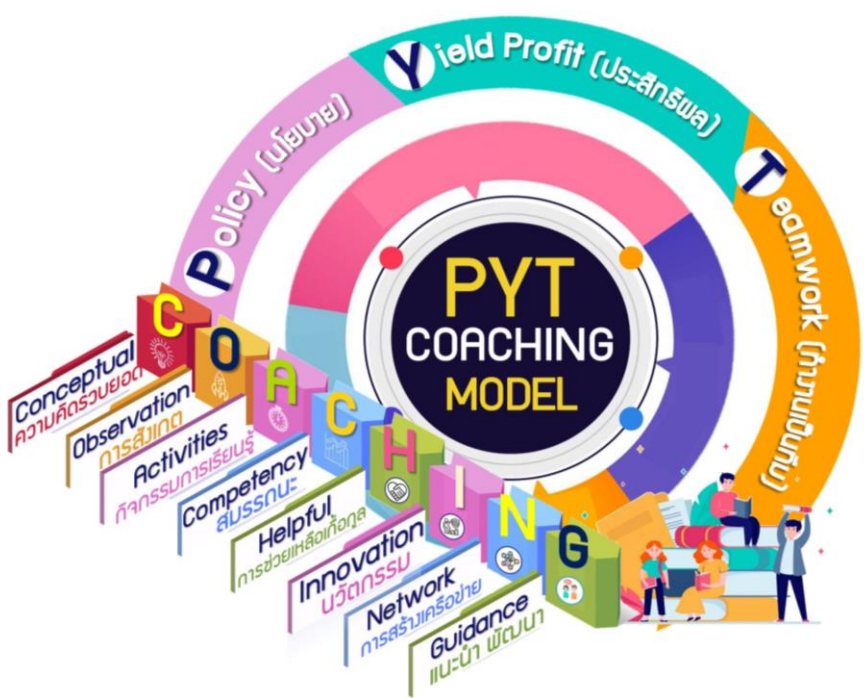 Policy (นโยบาย)
Yield Profit (ประสิทธิผล)
Teamwork (ทำงานเป็นทีม)
PYT
COACHING
MODEL
C
O
A
C
H
I
N
G
Conceptual
ความคิดรวบยอด
Observation
การสังเกต
Activities
กิจกรรมการเรียนรู้
Competency
สมรรถนะ
Helpful
การช่วยเหลือเกื้อกูล
Innovation
นวัตกรรม
Network
การสร้างเครือข่าย
Guidance
แนะนำ พัฒนา